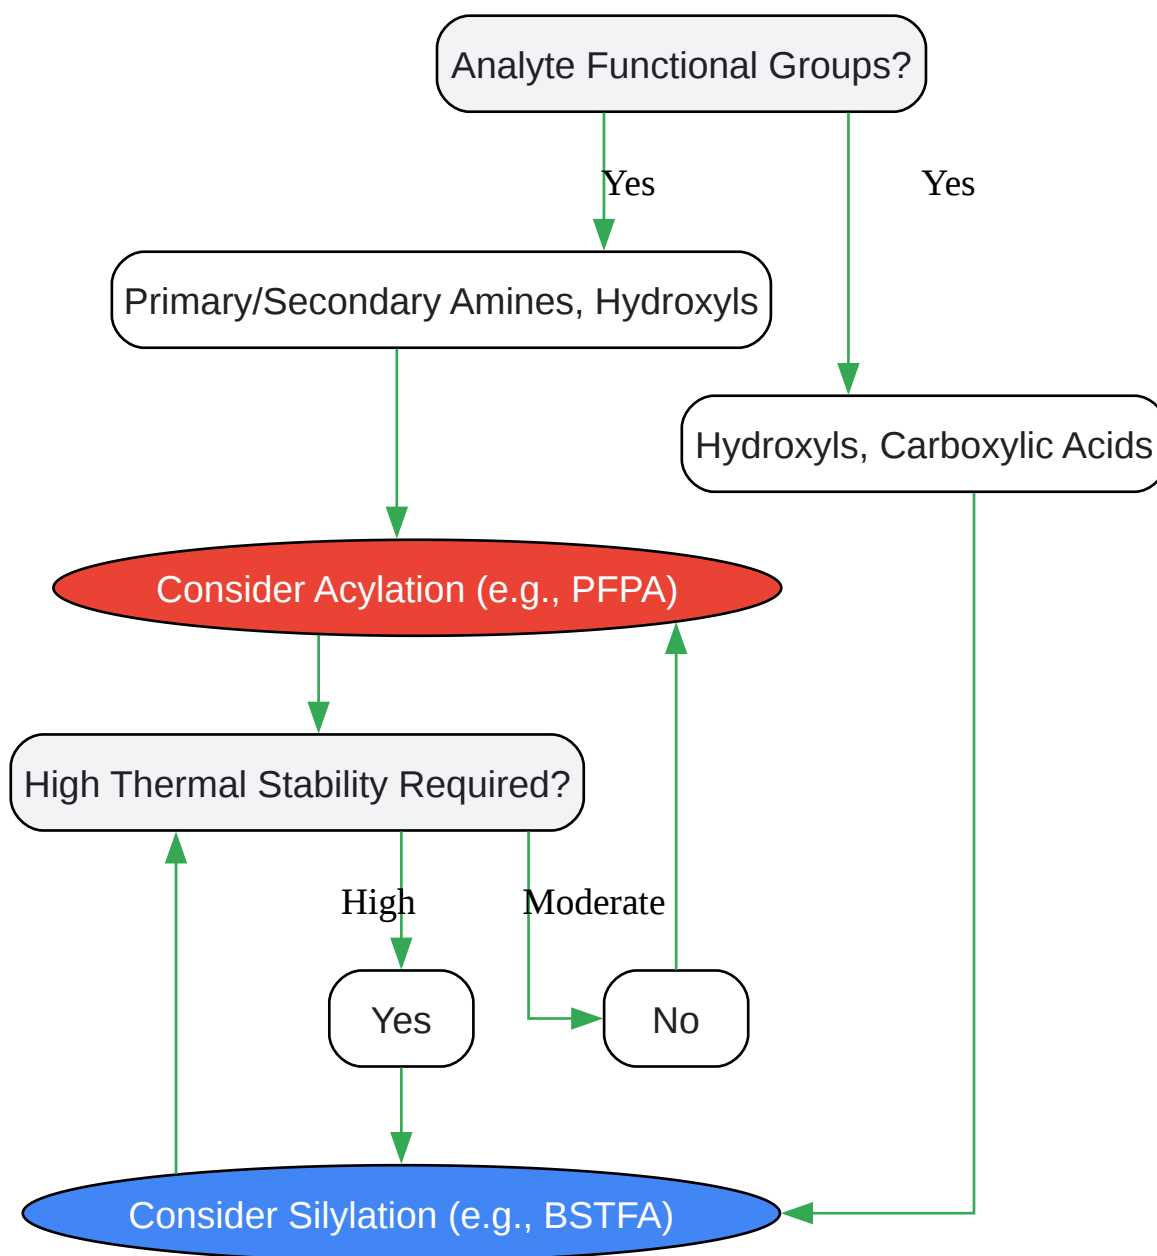 Analyte Functional Groups?
Yes
Yes
Primary/Secondary Amines, Hydroxyls
Hydroxyls, Carboxylic Acids
Consider Acylation (e.g., PFPA)
High Thermal Stability Required?
High
Moderate
Yes
No
Consider Silylation (e.g., BSTFA)